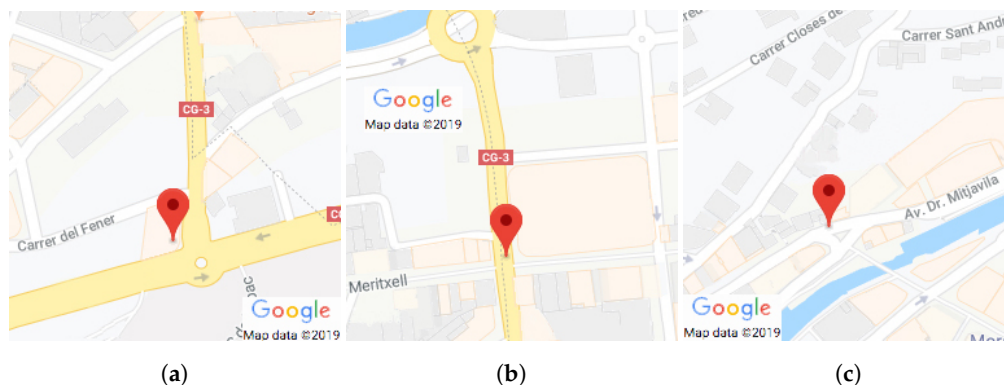 CG-3
Carrer del Fener
Google
Map data ©2019
(a)
Google
Map data ©2019
CG-3
Meritxell
(b)
Carrer Closes de
Carrer Sant Andr
Av. Dr. Mitjavila
Google
Map data ©2019
(c)